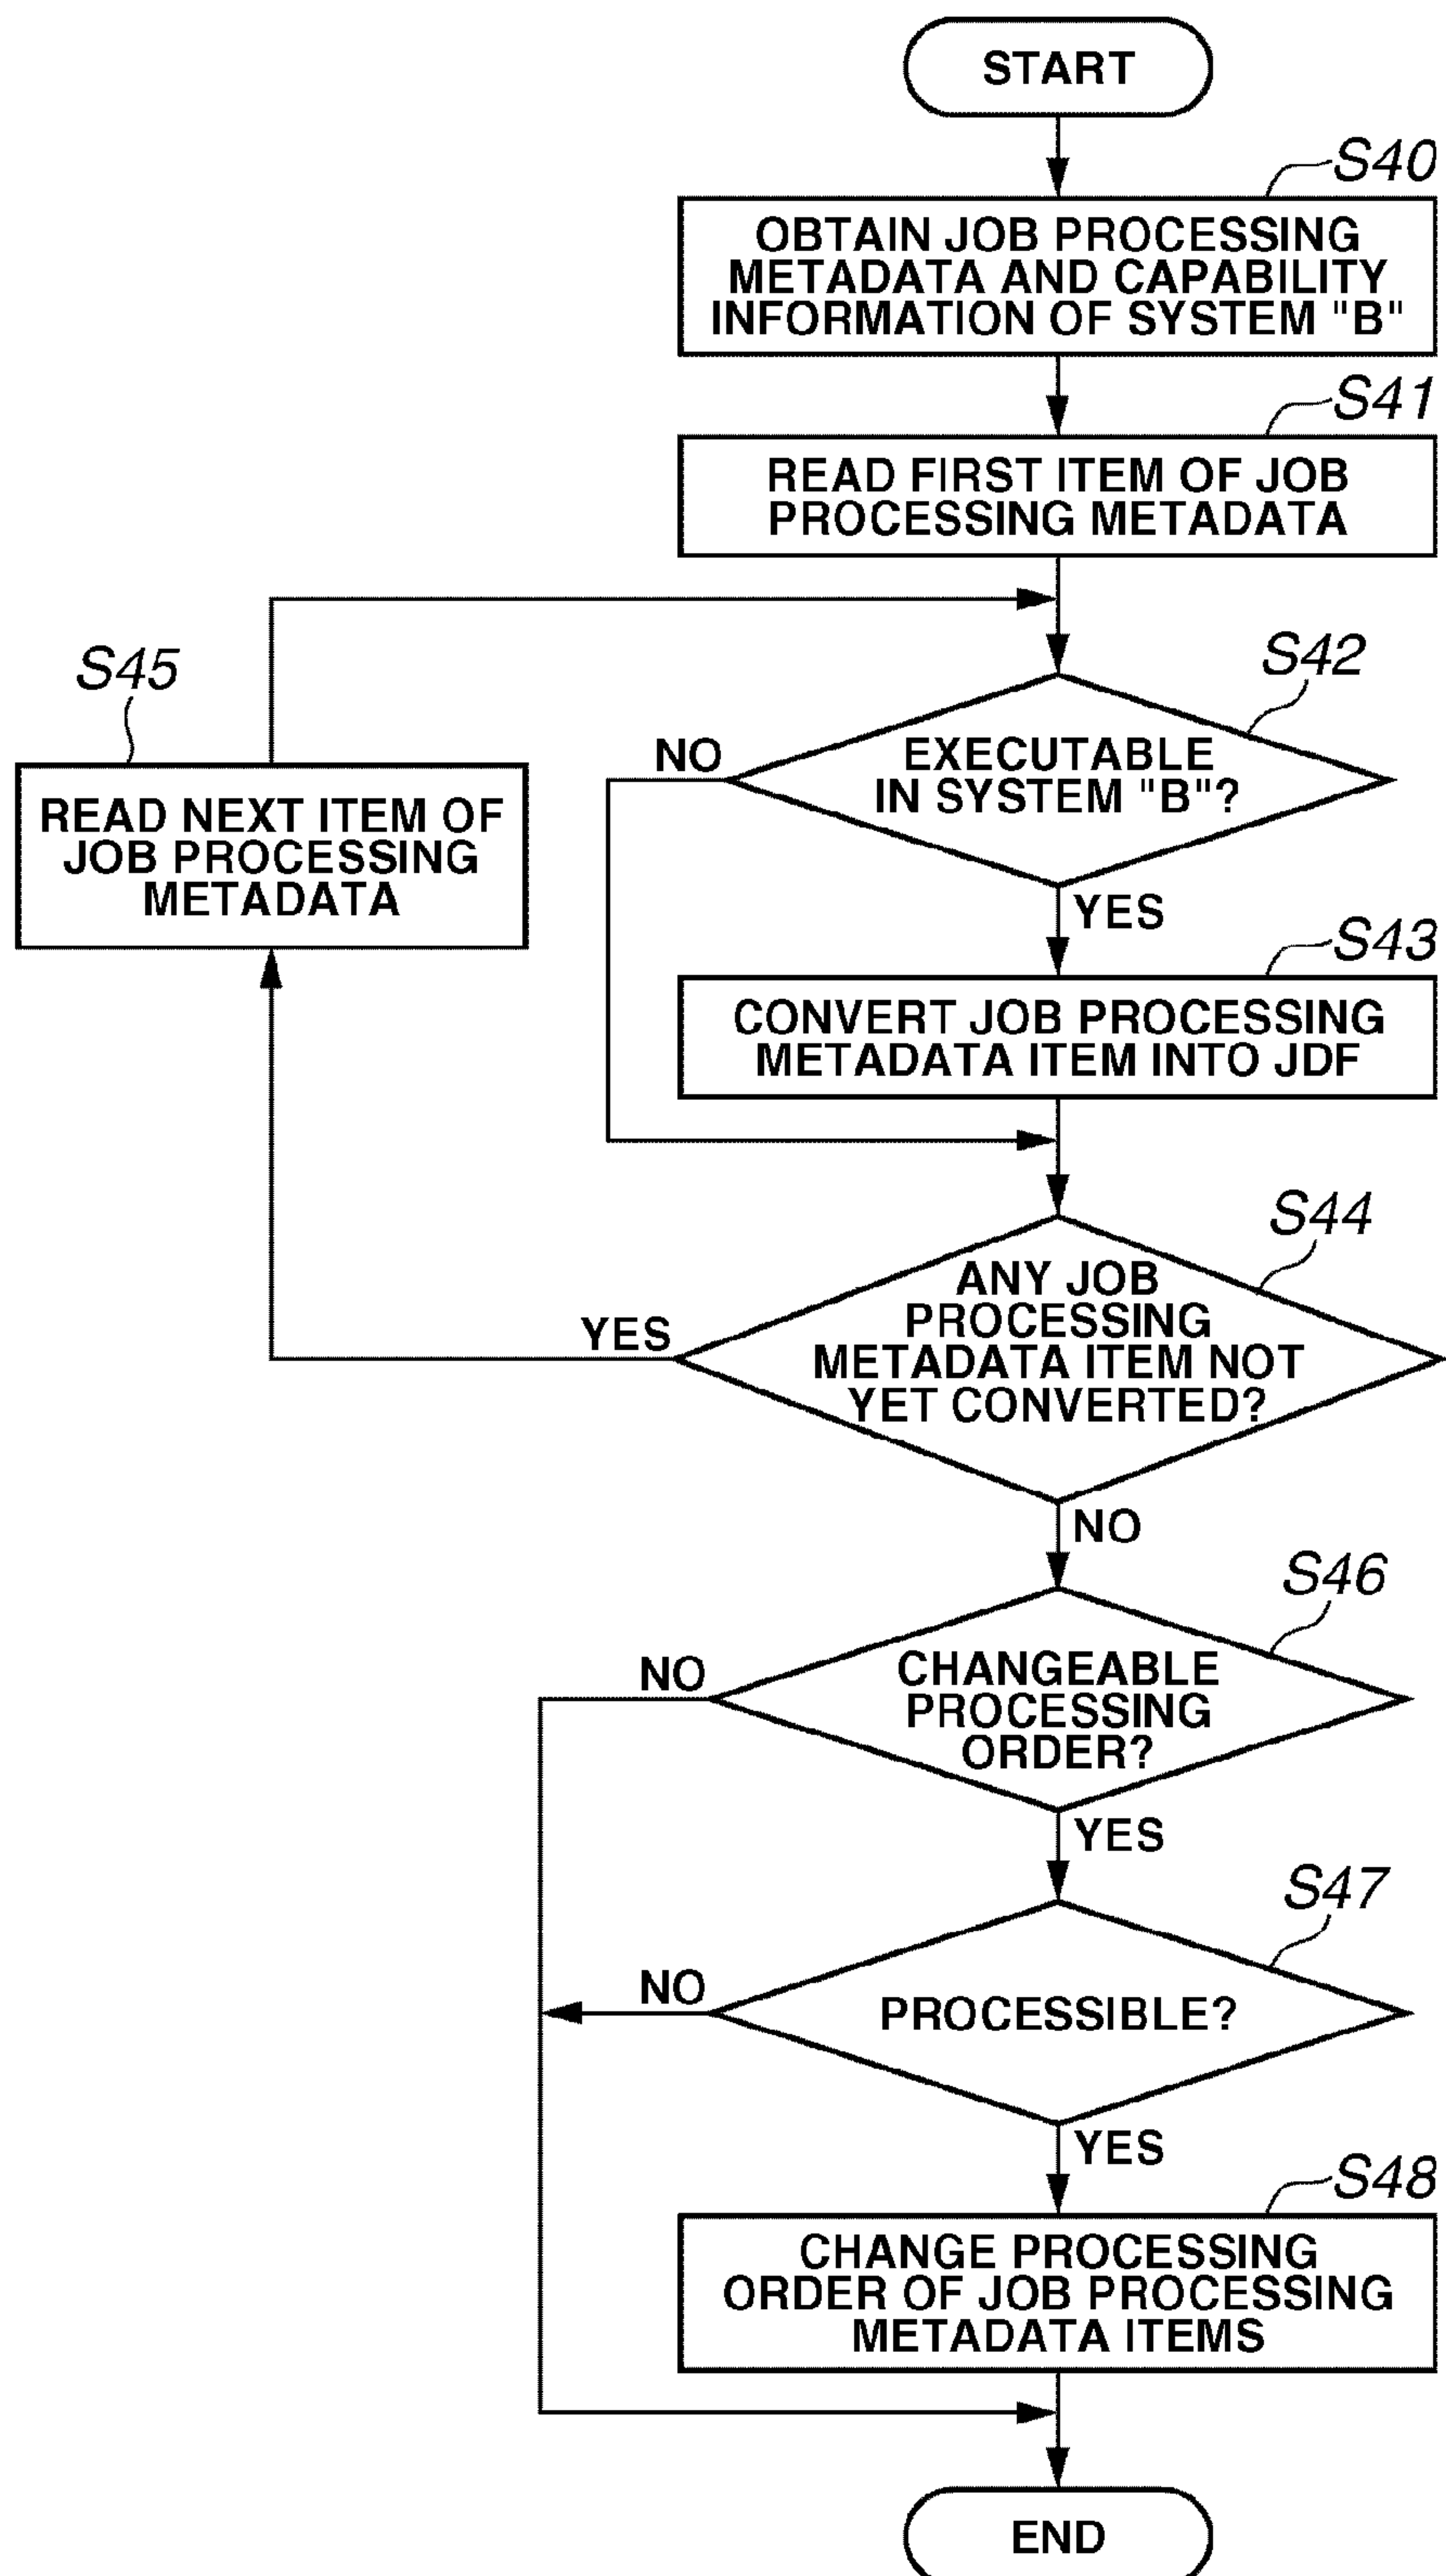 START
S40
OBTAIN JOB PROCESSING
METADATA AND CAPABILITY
INFORMATION OF SYSTEM "B"
S41
READ FIRST ITEM OF JOB
PROCESSING METADATA
S45
READ NEXT ITEM OF
JOB PROCESSING
METADATA
S42
NO
EXECUTABLE
IN SYSTEM "B"?
YES
S43
CONVERT JOB PROCESSING
METADATA ITEM INTO JDF
S44
ANY JOB
PROCESSING
METADATA ITEM NOT
YET CONVERTED?
YES
NO
S46
NO
CHANGEABLE
PROCESSING
ORDER?
YES
S47
NO
PROCESSIBLE?
YES
S48
CHANGE PROCESSING
ORDER OF JOB PROCESSING
METADATA ITEMS
END